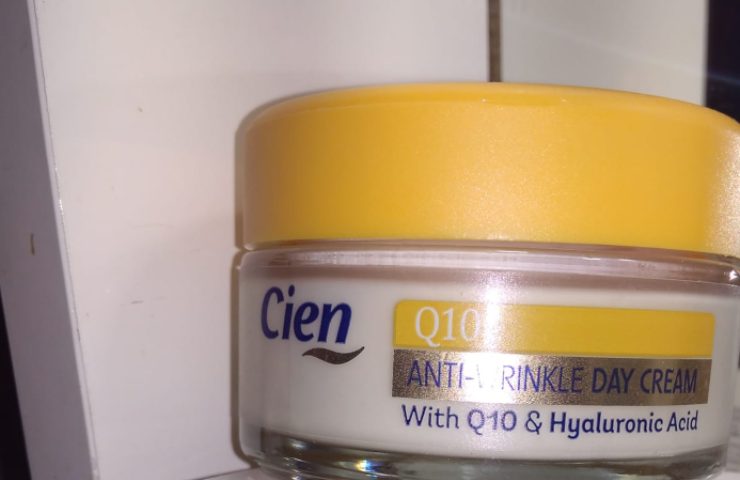 Cien
Q10
ANTI-WRINKLE DAY CREAM
With Q10 & Hyaluronic Acid